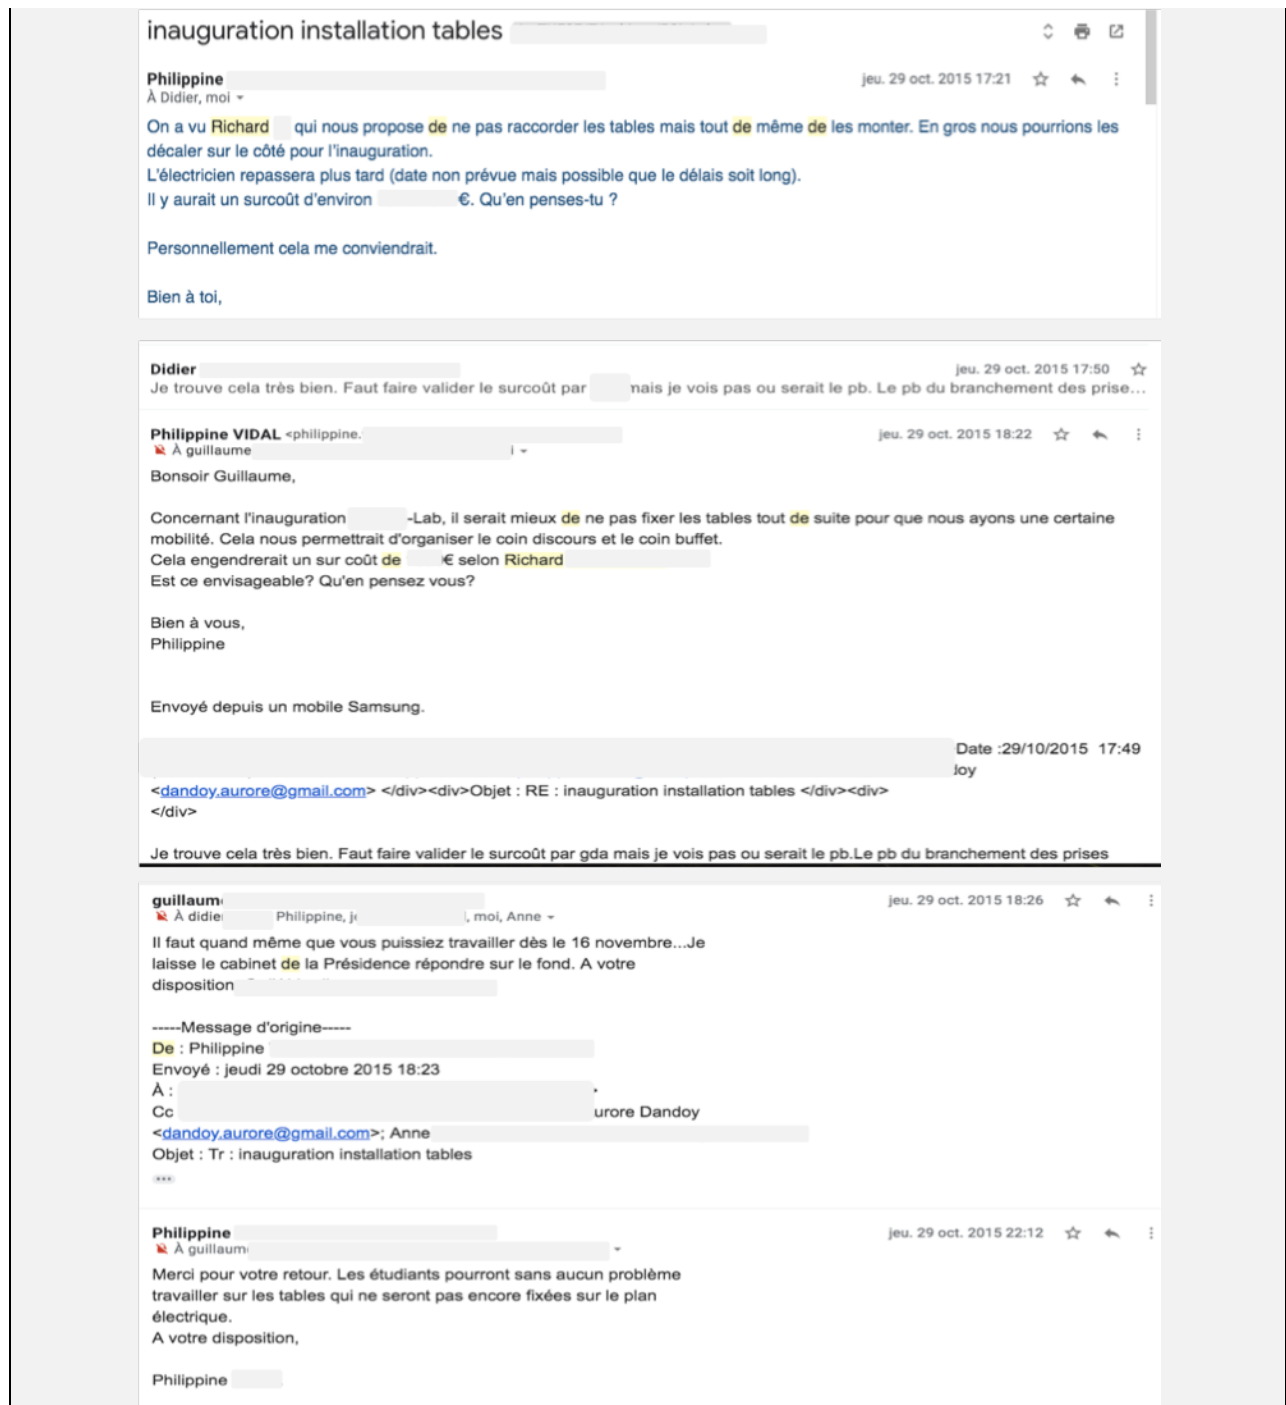 inauguration installation tables
Philippine
jeu. 29 oct. 2015 17:21
À Didier, moi
On a vu Richard qui nous propose de ne pas raccorder les tables mais tout de même de les monter. En gros nous pourrions les
décaler sur le côté pour l'inauguration.
L'électricien repassera plus tard (date non prévue mais possible que le délais soit long).
Il y aurait un surcoût d'environ €. Qu'en penses-tu ?
Personnellement cela me conviendrait.
Bien à toi,
Didier
jeu. 29 oct. 2015 17:50
Je trouve cela très bien. Faut faire valider le surcoût par mais je vois pas ou serait le pb. Le pb du branchement des prise...
Philippine VIDAL <philippine.
jeu. 29 oct. 2015 18:22
À guillaume
Bonsoir Guillaume,
Concernant l'inauguration -Lab, il serait mieux de ne pas fixer les tables tout de suite pour que nous ayons une certaine
mobilité. Cela nous permettrait d'organiser le coin discours et le coin buffet.
Cela engendrerait un sur coût de € selon Richard
Est ce envisageable? Qu'en pensez vous?
Bien à vous,
Philippine
Envoyé depuis un mobile Samsung.
Date :29/10/2015 17:49
<dandoy.aurore@gmail.com> </div><div>Objet : RE : inauguration installation tables </div><div>
</div>
Je trouve cela très bien. Faut faire valider le surcoût par gda mais je vois pas ou serait le pb.Le pb du branchement des prises
guillaum
jeu. 29 oct. 2015 18:26
À didie Philippine, j , moi, Anne
Il faut quand même que vous puissiez travailler dès le 16 novembre...Je
laisse le cabinet de la Présidence répondre sur le fond. A votre
disposition
-----Message d'origine-----
De : Philippine
Envoyé : jeudi 29 octobre 2015 18:23
À :
Cc urore Dandoy
<dandoy.aurore@gmail.com>; Anne
Objet : Tr : inauguration installation tables
...
Philippine
jeu. 29 oct. 2015 22:12
À guillaum
Merci pour votre retour. Les étudiants pourront sans aucun problème
travailler sur les tables qui ne seront pas encore fixées sur le plan
électrique.
A votre disposition,
Philippine